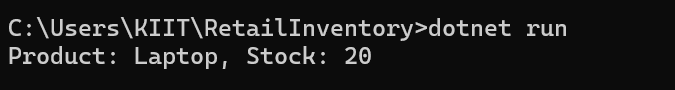 C:\Users\KIIT\RetailInventory>dotnet run
Product: Laptop, Stock: 20